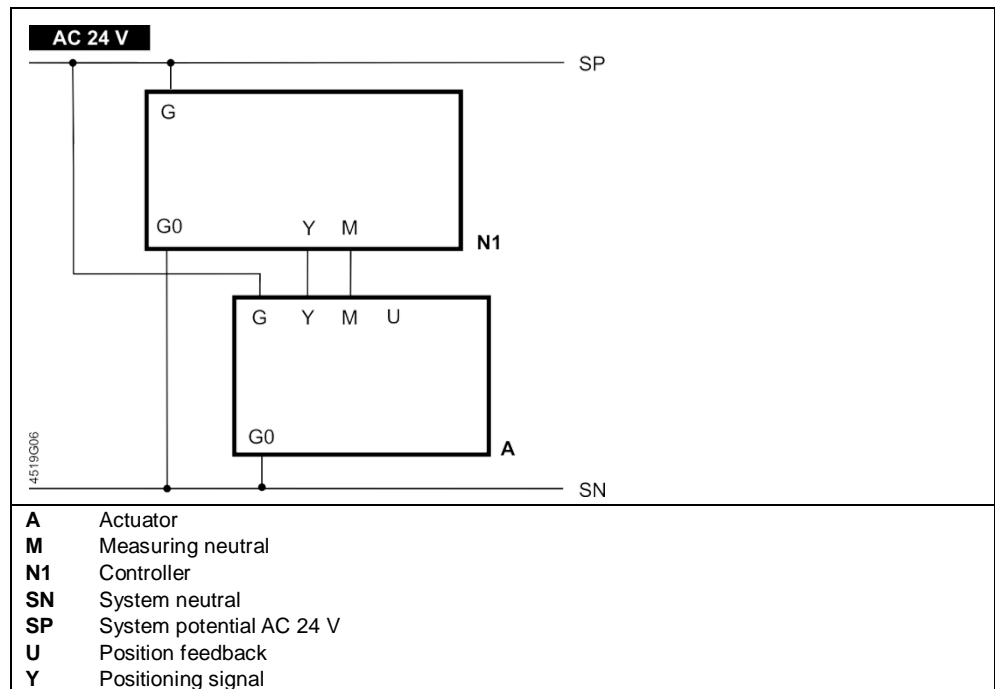 AC 24 V
SP
G
G0 Y M
N1
G Y M U
G0
A
4519G06
SN
A Actuator
M Measuring neutral
N1 Controller
SN System neutral
SP System potential AC 24 V
U Position feedback
Y Positioning signal